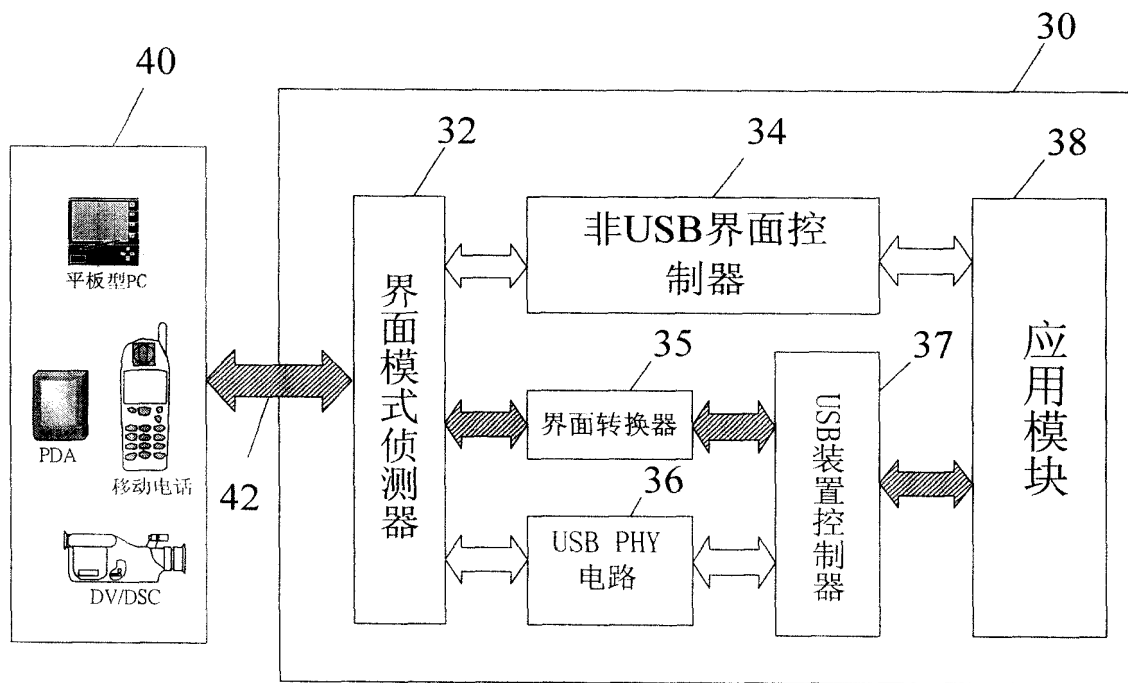 30
40
32
34
38
平板型PC
非USB界面控
制器
界面模式侦测器
应用模块
35
37
PDA
移动电话
42
界面转换器
USB装置控制器
36
USB PHY
电路
DV/DSC